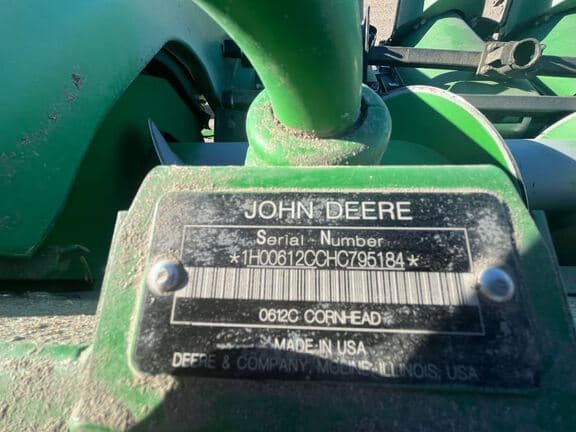 JOHN DEERE
Serial Number
*1H00612CCHC795184*
0612C CORNHEAD
MADE IN USA
DEERE & COMPANY, MOLINE, ILLINOIS, USA